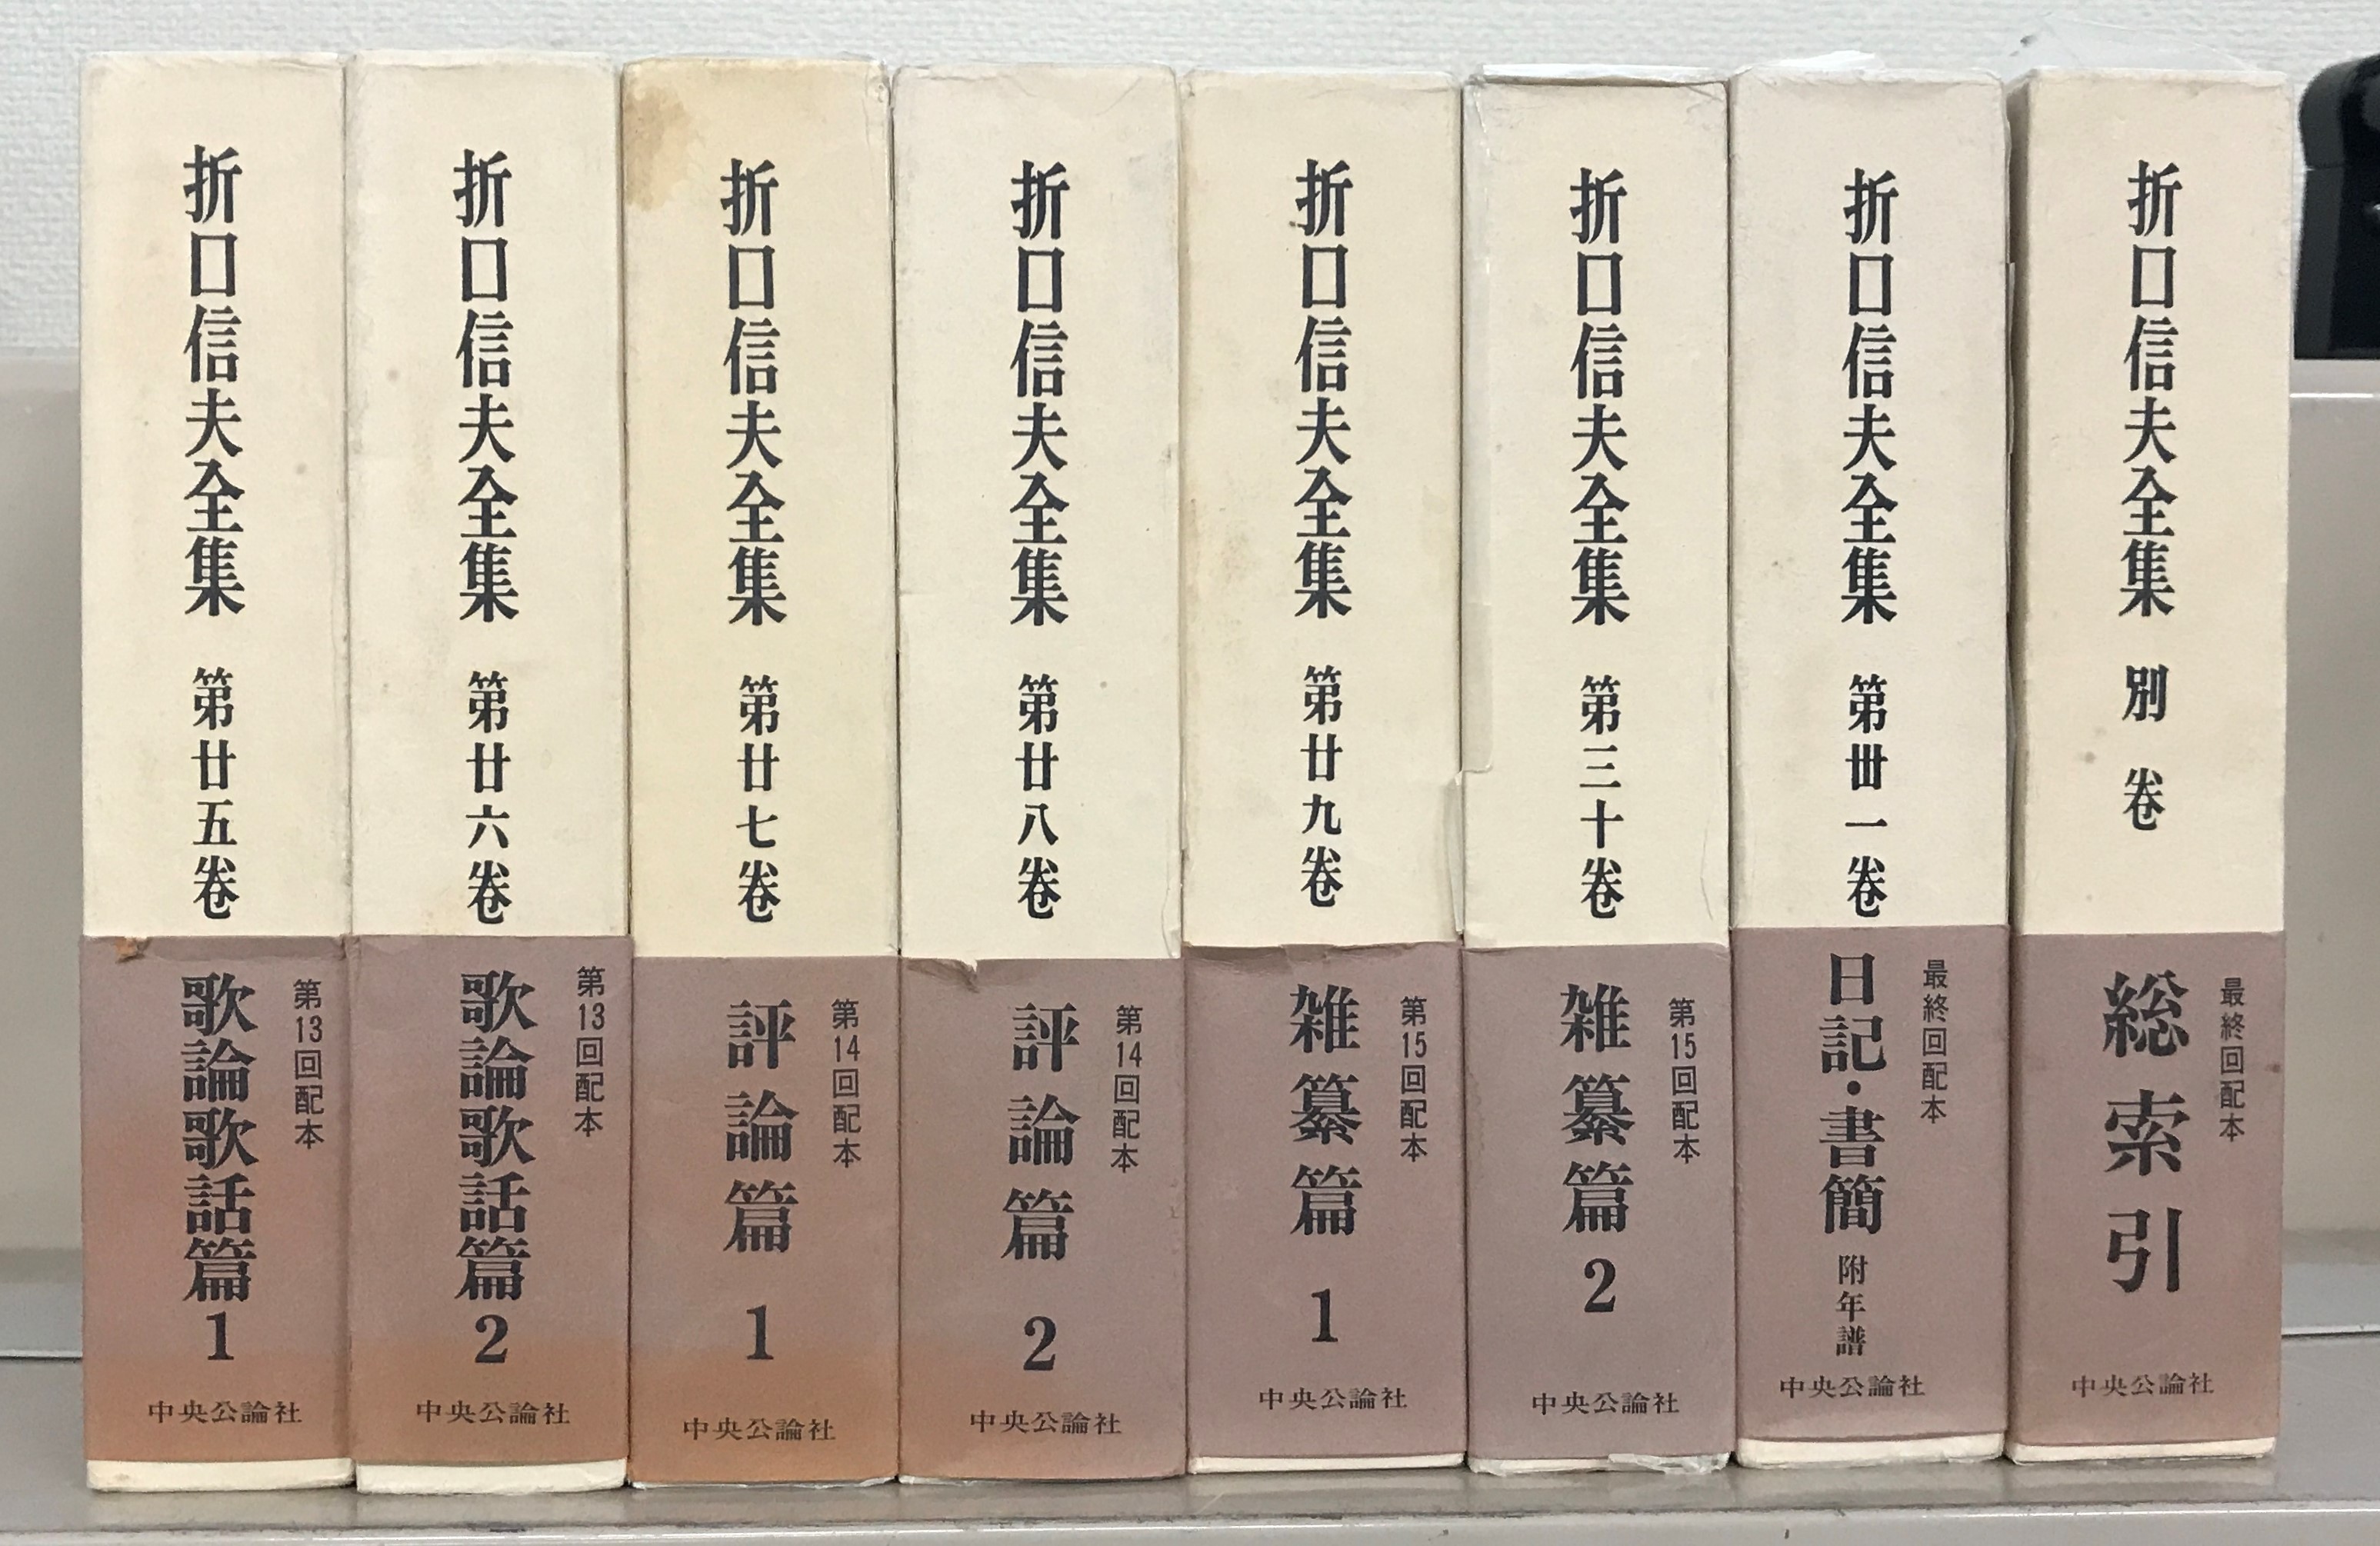 折口信夫全集 第廿五巻
第13回配本
歌論歌話篇1
中央公論社
折口信夫全集 第廿六巻
第13回配本
歌論歌話篇2
中央公論社
折口信夫全集 第廿七巻
第14回配本
評論篇 1
中央公論社
折口信夫全集 第廿八巻
第14回配本
評論篇 2
中央公論社
折口信夫全集 第廿九巻
第15回配本
雑纂篇 1
中央公論社
折口信夫全集 第三十巻
第15回配本
雑纂篇 2
中央公論社
折口信夫全集 第卅一巻
最終回配本
日記・書簡 附年譜
中央公論社
折口信夫全集 別巻
最終回配本
総索引
中央公論社